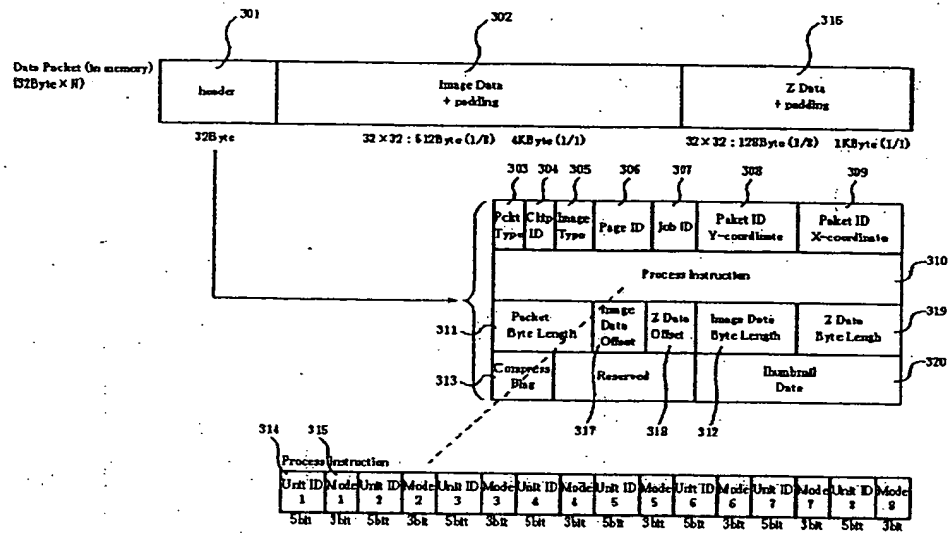 301
302
316
Data Packet (In memory)
(32Byte × N)
header
Image Data
+ padding
Z Data
+ padding
32Byte
32×32 : 512Byte (1/8) 4KByte (1/1)
32×32 : 128Byte (1/8) 1KByte (1/1)
303
304
305
306
307
308
309
Pckt
Type
Chip
ID
Image
Type
Page ID
Job ID
Paket ID
Y-coordinate
Paket ID
X-coordinate
Process Instruction
310
311
Packet
Byte Length
Image
Data
Offset
Z Data
Offset
Image Data
Byte Length
Z Data
Byte Length
319
313
Compress
Flag
Reserved
Thumbnail
Data
320
317
318
312
314
315
Process Instruction
Unit ID
1
Mode
1
Unit ID
2
Mode
2
Unit ID
3
Mode
3
Unit ID
4
Mode
4
Unit ID
5
Mode
5
Unit ID
6
Mode
6
Unit ID
7
Mode
7
Unit ID
8
Mode
8
5bit 3bit 5bit 3bit 5bit 3bit 5bit 3bit 5bit 3bit 5bit 3bit 5bit 3bit 5bit 3bit